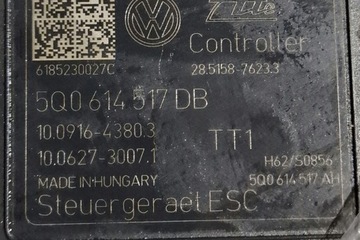 Controller
6185230027C
28.5158-7623.3
5Q0 614 517 DB
10.0916-4380.3
TT1
10.0627-3007.1
H62/S0856
MADE IN HUNGARY
5Q0 614 517 AH
Steuergeraet ESC